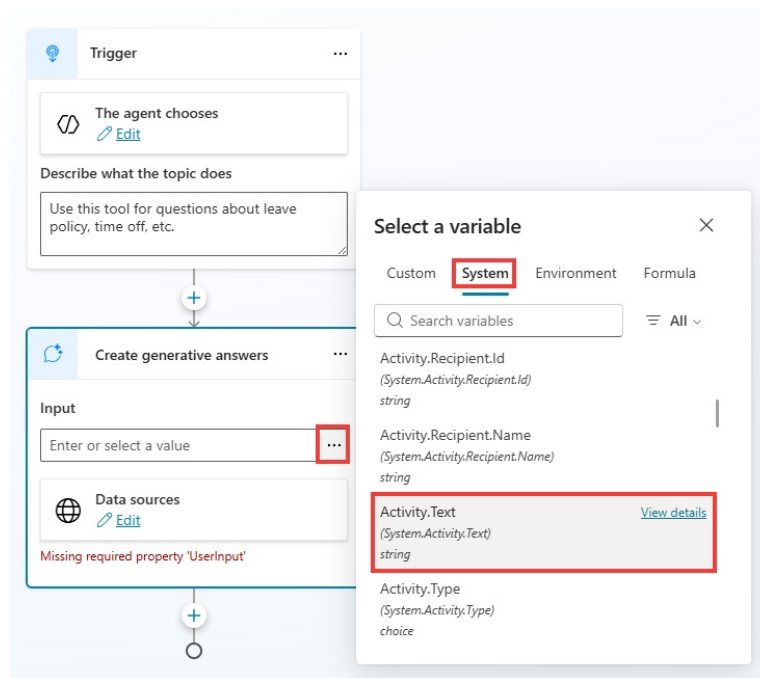 Trigger
...
The agent chooses
Edit
Describe what the topic does
Use this tool for questions about leave
policy, time off, etc.
Create generative answers
...
Input
Enter or select a value
...
Data sources
Edit
Missing required property 'UserInput'
Select a variable
Custom System Environment Formula
Search variables
All
Activity.Recipient.Id
(System.Activity.Recipient.Id)
string
Activity.Recipient.Name
(System.Activity.Recipient.Name)
string
Activity.Text View details
(System.Activity.Text)
string
Activity.Type
(System.Activity.Type)
choice